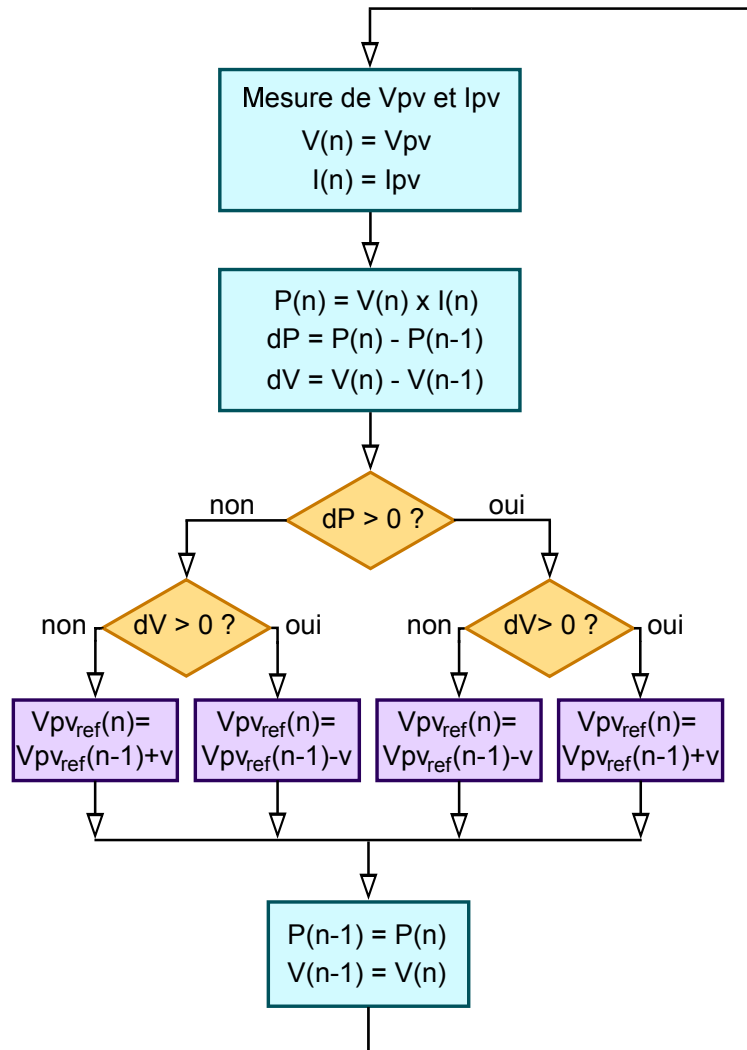 Mesure de Vpv et Ipv
V(n) = Vpv
I(n) = Ipv
P(n) = V(n) x I(n)
dP = P(n) - P(n-1)
dV = V(n) - V(n-1)
non
dP > 0 ?
oui
non
dV > 0 ?
oui
non
dV> 0 ?
oui
Vpvref(n)=
Vpvref(n-1)+v
Vpvref(n)=
Vpvref(n-1)-v
Vpvref(n)=
Vpvref(n-1)-v
Vpvref(n)=
Vpvref(n-1)+v
P(n-1) = P(n)
V(n-1) = V(n)